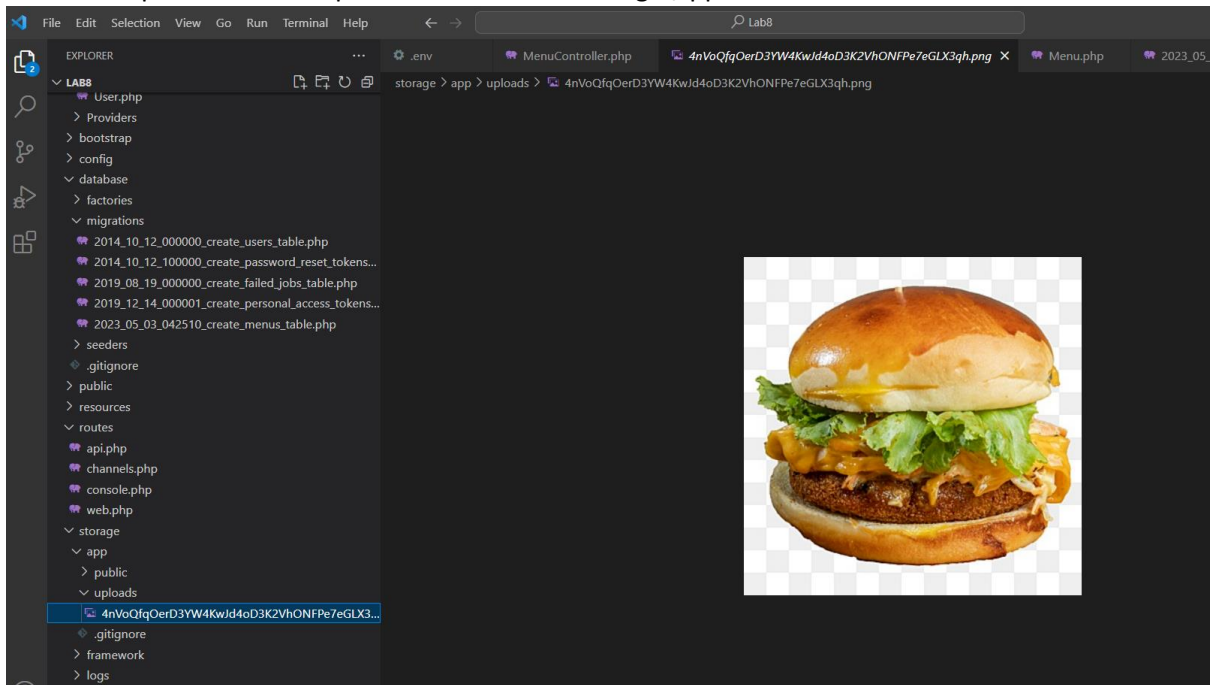 File Edit Selection View Go Run Terminal Help Lab8
EXPLORER
LAB8
User.php
Providers
bootstrap
config
database
factories
migrations
2014_10_12_000000_create_users_table.php
2014_10_12_100000_create_password_reset_tokens...
2019_08_19_000000_create_failed_jobs_table.php
2019_12_14_000001_create_personal_access_tokens...
2023_05_03_042510_create_menus_table.php
seeders
.gitignore
public
resources
routes
api.php
channels.php
console.php
web.php
storage
app
public
uploads
4nVoQfqOerD3YW4KwJd4oD3K2VhONFPe7eGLX3...
.gitignore
framework
logs
2
.env MenuController.php 4nVoQfqOerD3YW4KwJd4oD3K2VhONFPe7eGLX3qh.png Menu.php 2023_05_
storage > app > uploads > 4nVoQfqOerD3YW4KwJd4oD3K2VhONFPe7eGLX3qh.png